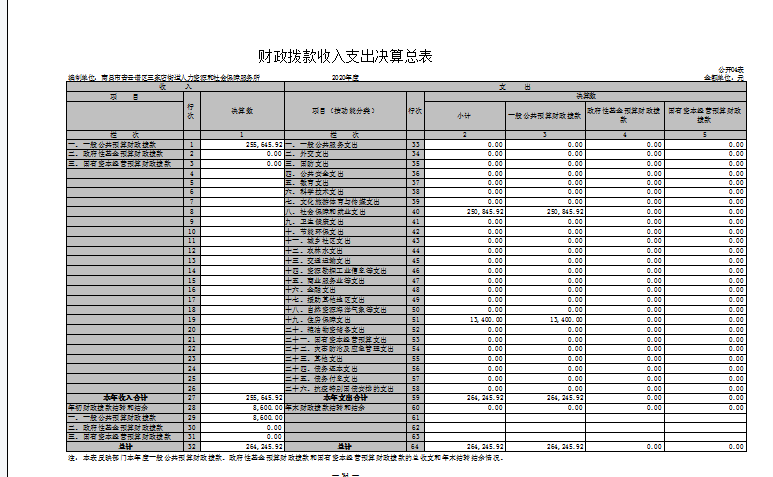 财政拨款收入支出决算总表
公开04表
编制单位：南昌市青云谱区三家店街道人力资源和社会保障服务所 2020年度 金额单位：元
收 入 支 出
项 目 行次 决算数 项目（按功能分类） 行次 决算数
小计 一般公共预算财政拨款 政府性基金预算财政拨款 国有资本经营预算财政拨款
栏 次 1 栏 次 2 3 4 5
一、一般公共预算财政拨款 1 255,645.92 一、一般公共服务支出 33 0.00 0.00 0.00 0.00
二、政府性基金预算财政拨款 2 0.00 二、外交支出 34 0.00 0.00 0.00 0.00
三、国有资本经营预算财政拨款 3 0.00 三、国防支出 35 0.00 0.00 0.00 0.00
4 四、公共安全支出 36 0.00 0.00 0.00 0.00
5 五、教育支出 37 0.00 0.00 0.00 0.00
6 六、科学技术支出 38 0.00 0.00 0.00 0.00
7 七、文化旅游体育与传媒支出 39 0.00 0.00 0.00 0.00
8 八、社会保障和就业支出 40 250,845.92 250,845.92 0.00 0.00
9 九、卫生健康支出 41 0.00 0.00 0.00 0.00
10 十、节能环保支出 42 0.00 0.00 0.00 0.00
11 十一、城乡社区支出 43 0.00 0.00 0.00 0.00
12 十二、农林水支出 44 0.00 0.00 0.00 0.00
13 十三、交通运输支出 45 0.00 0.00 0.00 0.00
14 十四、资源勘探工业信息等支出 46 0.00 0.00 0.00 0.00
15 十五、商业服务业等支出 47 0.00 0.00 0.00 0.00
16 十六、金融支出 48 0.00 0.00 0.00 0.00
17 十七、援助其他地区支出 49 0.00 0.00 0.00 0.00
18 十八、自然资源海洋气象等支出 50 0.00 0.00 0.00 0.00
19 十九、住房保障支出 51 13,400.00 13,400.00 0.00 0.00
20 二十、粮油物资储备支出 52 0.00 0.00 0.00 0.00
21 二十一、国有资本经营预算支出 53 0.00 0.00 0.00 0.00
22 二十二、灾害防治及应急管理支出 54 0.00 0.00 0.00 0.00
23 二十三、其他支出 55 0.00 0.00 0.00 0.00
24 二十四、债务还本支出 56 0.00 0.00 0.00 0.00
25 二十五、债务付息支出 57 0.00 0.00 0.00 0.00
26 二十六、抗疫特别国债安排的支出 58 0.00 0.00 0.00 0.00
本年收入合计 27 255,645.92 本年支出合计 59 264,245.92 264,245.92 0.00 0.00
年初财政拨款结转和结余 28 8,600.00 年末财政拨款结转和结余 60 0.00 0.00 0.00 0.00
一、一般公共预算财政拨款 29 8,600.00 61
二、政府性基金预算财政拨款 30 0.00 62
三、国有资本经营预算财政拨款 31 0.00 63
总计 32 264,245.92 总计 64 264,245.92 264,245.92 0.00 0.00
注：本表反映部门本年度一般公共预算财政拨款、政府性基金预算财政拨款和国有资本经营预算财政拨款的总收支和年末结转结余情况。